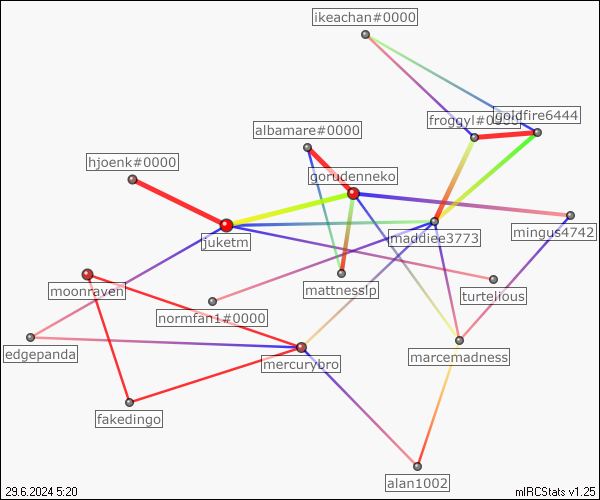 ikeachan#0000
goldfire6444
froggyl#0000
albamare#0000
hjoenk#0000
gorudenneko
mingus4742
maddiee3773
juketm
moonraven
mattnesslp
turtelious
normfan1#0000
edgepanda
mercurybro
marcemadness
fakedingo
alan1002
29.6.2024 5:20
mIRCStats v1.25